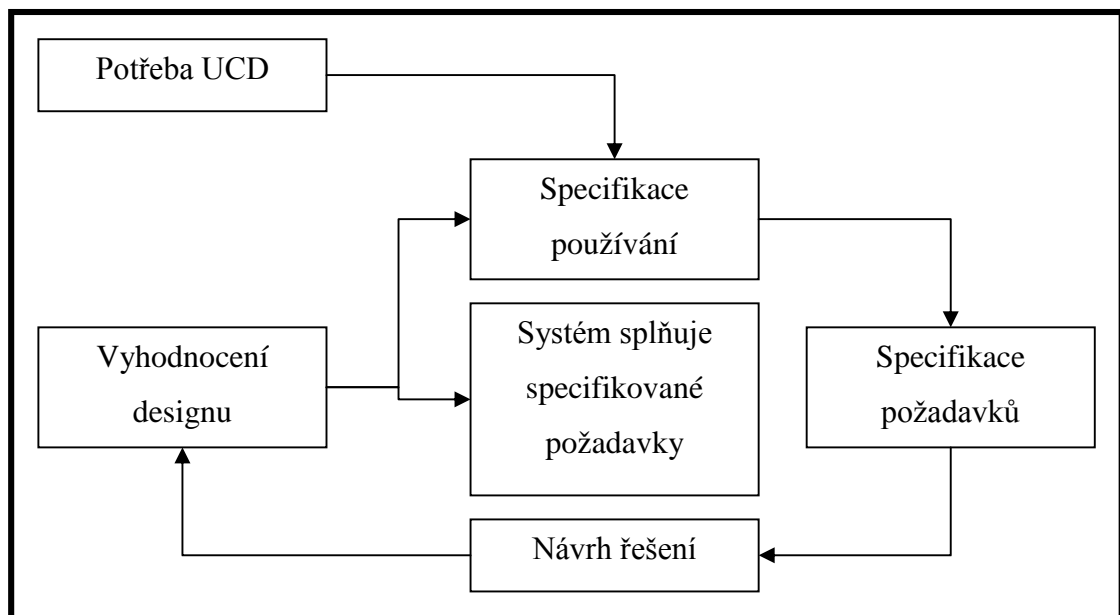 Potřeba UCD
Specifikace
používání
Systém splňuje
specifikované
požadavky
Vyhodnocení
designu
Specifikace
požadavků
Návrh řešení